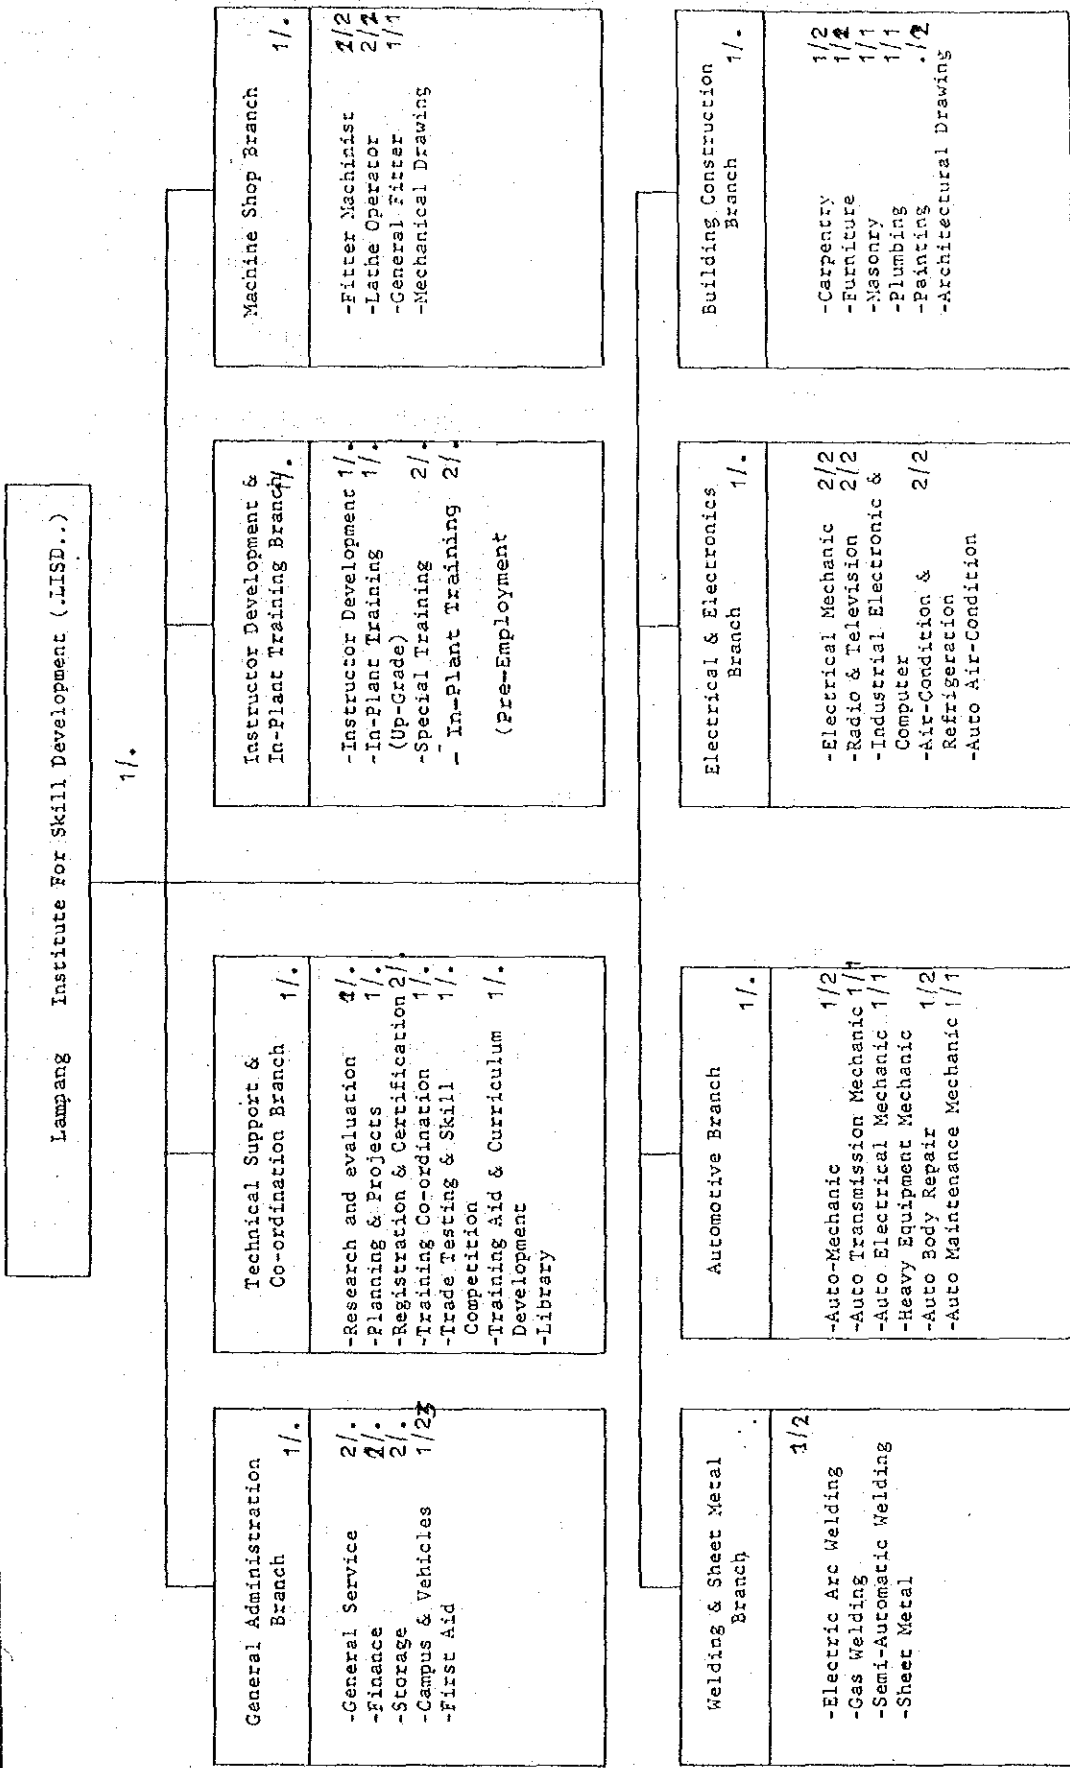 Lampang Institute For Skill Development (.LISD..)
1/.
General Administration
Branch 1/.
-General Service 2/.
-Finance
-Storage 2/.
-Campus & Vehicles
-First Aid
Technical Support &
Co-ordination Branch 1/.
-Research and evaluation
-Planning & Projects 1/.
-Registration & Certification 2/.
-Training Co-ordination 1/.
-Trade Testing & Skill 1/.
Competition
-Training Aid & Curriculum 1/.
Development
-Library
Instructor Development &
In-Plant Training Branch 1/.
-Instructor Development 1/.
-In-Plant Training 1/.
(Up-Grade)
-Special Training 2/.
- In-Plant Training 2/.
(pre-Employment
Machine Shop Branch
1/.
-Fitter Machinist
-Lathe Operator
-General Fitter 1/1
-Mechanical Drawing
Welding & Sheet Metal
Branch
1/2
-Electric Arc Welding
-Gas Welding
-Semi-Automatic Welding
-Sheet Metal
Automotive Branch
1/.
-Auto-Mechanic 1/2
-Auto Transmission Mechanic 1/1
-Auto Electrical Mechanic 1/1
-Heavy Equipment Mechanic
-Auto Body Repair 1/2
-Auto Maintenance Mechanic 1/1
Electrical & Electronics
Branch 1/.
-Electrical Mechanic 2/2
-Radio & Television 2/2
-Industrial Electronic &
Computer
-Air-Condition & 2/2
Refrigeration
-Auto Air-Condition
Building Construction
Branch 1/.
-Carpentry 1/2
-Furniture
-Masonry 1/1
-Plumbing 1/1
-Painting
-Architectural Drawing